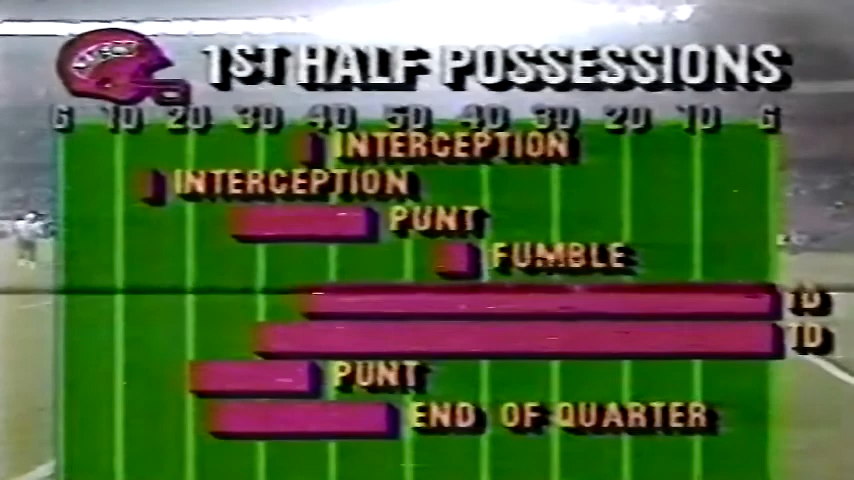 1ST HALF POSSESSIONS
G 10 20 30 40 50 40 30 20 10 G
INTERCEPTION
INTERCEPTION
PUNT
FUMBLE
TD
TD
PUNT
END OF QUARTER